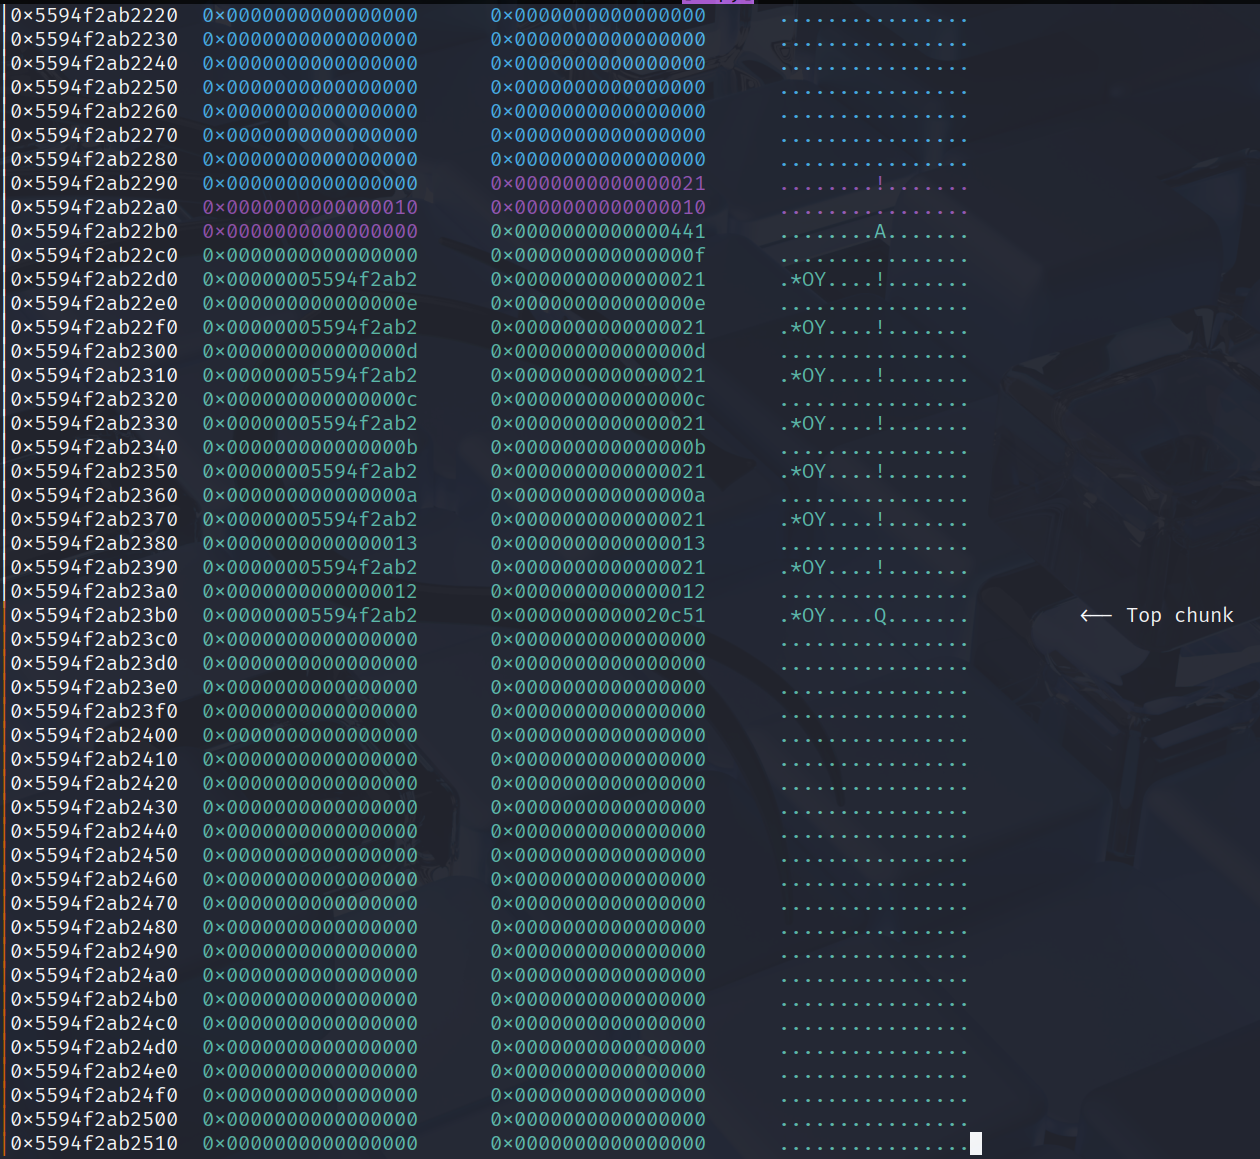 0x5594f2ab2220 0x0000000000000000 0x0000000000000000 ................
0x5594f2ab2230 0x0000000000000000 0x0000000000000000 ................
0x5594f2ab2240 0x0000000000000000 0x0000000000000000 ................
0x5594f2ab2250 0x0000000000000000 0x0000000000000000 ................
0x5594f2ab2260 0x0000000000000000 0x0000000000000000 ................
0x5594f2ab2270 0x0000000000000000 0x0000000000000000 ................
0x5594f2ab2280 0x0000000000000000 0x0000000000000000 ................
0x5594f2ab2290 0x0000000000000000 0x0000000000000021 ........!.......
0x5594f2ab22a0 0x0000000000000010 0x0000000000000010 ................
0x5594f2ab22b0 0x0000000000000000 0x0000000000000441 ........A.......
0x5594f2ab22c0 0x0000000000000000 0x000000000000000f ................
0x5594f2ab22d0 0x00000005594f2ab2 0x0000000000000021 .*OY....!.......
0x5594f2ab22e0 0x000000000000000e 0x000000000000000e ................
0x5594f2ab22f0 0x00000005594f2ab2 0x0000000000000021 .*OY....!.......
0x5594f2ab2300 0x000000000000000d 0x000000000000000d ................
0x5594f2ab2310 0x00000005594f2ab2 0x0000000000000021 .*OY....!.......
0x5594f2ab2320 0x000000000000000c 0x000000000000000c ................
0x5594f2ab2330 0x00000005594f2ab2 0x0000000000000021 .*OY....!.......
0x5594f2ab2340 0x000000000000000b 0x000000000000000b ................
0x5594f2ab2350 0x00000005594f2ab2 0x0000000000000021 .*OY....!.......
0x5594f2ab2360 0x000000000000000a 0x000000000000000a ................
0x5594f2ab2370 0x00000005594f2ab2 0x0000000000000021 .*OY....!.......
0x5594f2ab2380 0x0000000000000013 0x0000000000000013 ................
0x5594f2ab2390 0x00000005594f2ab2 0x0000000000000021 .*OY....!.......
0x5594f2ab23a0 0x0000000000000012 0x0000000000000012 ................
0x5594f2ab23b0 0x00000005594f2ab2 0x0000000000020c51 .*OY....Q....... <-- Top chunk
0x5594f2ab23c0 0x0000000000000000 0x0000000000000000 ................
0x5594f2ab23d0 0x0000000000000000 0x0000000000000000 ................
0x5594f2ab23e0 0x0000000000000000 0x0000000000000000 ................
0x5594f2ab23f0 0x0000000000000000 0x0000000000000000 ................
0x5594f2ab2400 0x0000000000000000 0x0000000000000000 ................
0x5594f2ab2410 0x0000000000000000 0x0000000000000000 ................
0x5594f2ab2420 0x0000000000000000 0x0000000000000000 ................
0x5594f2ab2430 0x0000000000000000 0x0000000000000000 ................
0x5594f2ab2440 0x0000000000000000 0x0000000000000000 ................
0x5594f2ab2450 0x0000000000000000 0x0000000000000000 ................
0x5594f2ab2460 0x0000000000000000 0x0000000000000000 ................
0x5594f2ab2470 0x0000000000000000 0x0000000000000000 ................
0x5594f2ab2480 0x0000000000000000 0x0000000000000000 ................
0x5594f2ab2490 0x0000000000000000 0x0000000000000000 ................
0x5594f2ab24a0 0x0000000000000000 0x0000000000000000 ................
0x5594f2ab24b0 0x0000000000000000 0x0000000000000000 ................
0x5594f2ab24c0 0x0000000000000000 0x0000000000000000 ................
0x5594f2ab24d0 0x0000000000000000 0x0000000000000000 ................
0x5594f2ab24e0 0x0000000000000000 0x0000000000000000 ................
0x5594f2ab24f0 0x0000000000000000 0x0000000000000000 ................
0x5594f2ab2500 0x0000000000000000 0x0000000000000000 ................
0x5594f2ab2510 0x0000000000000000 0x0000000000000000 ................